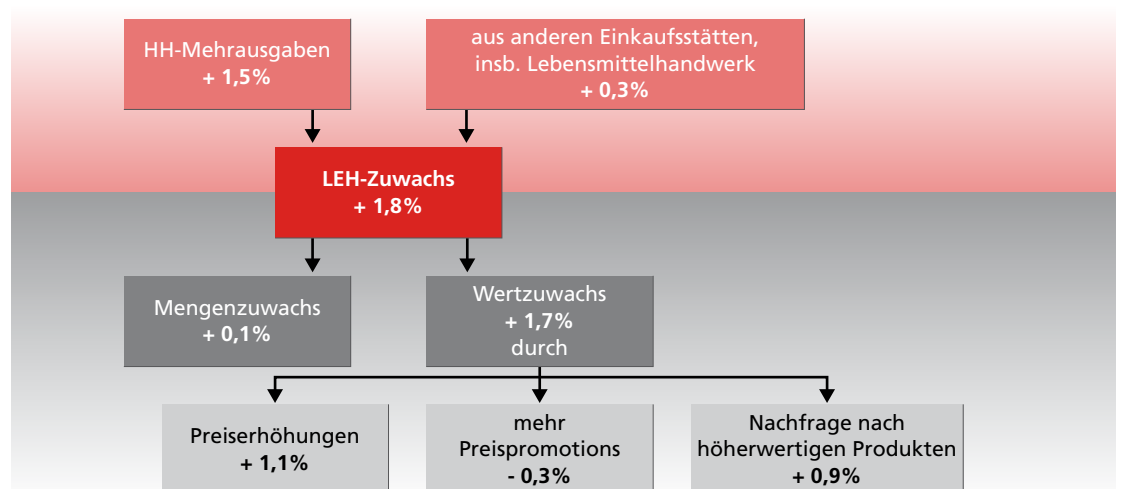 HH-Mehrausgaben
+ 1,5%
aus anderen Einkaufsstätten,
insb. Lebensmittelhandwerk
+ 0,3%
LEH-Zuwachs
+ 1,8%
Mengenzuwachs
+ 0,1%
Wertzuwachs
+ 1,7%
durch
Preiserhöhungen
+ 1,1%
mehr
Preispromotions
- 0,3%
Nachfrage nach
höherwertigen Produkten
+ 0,9%